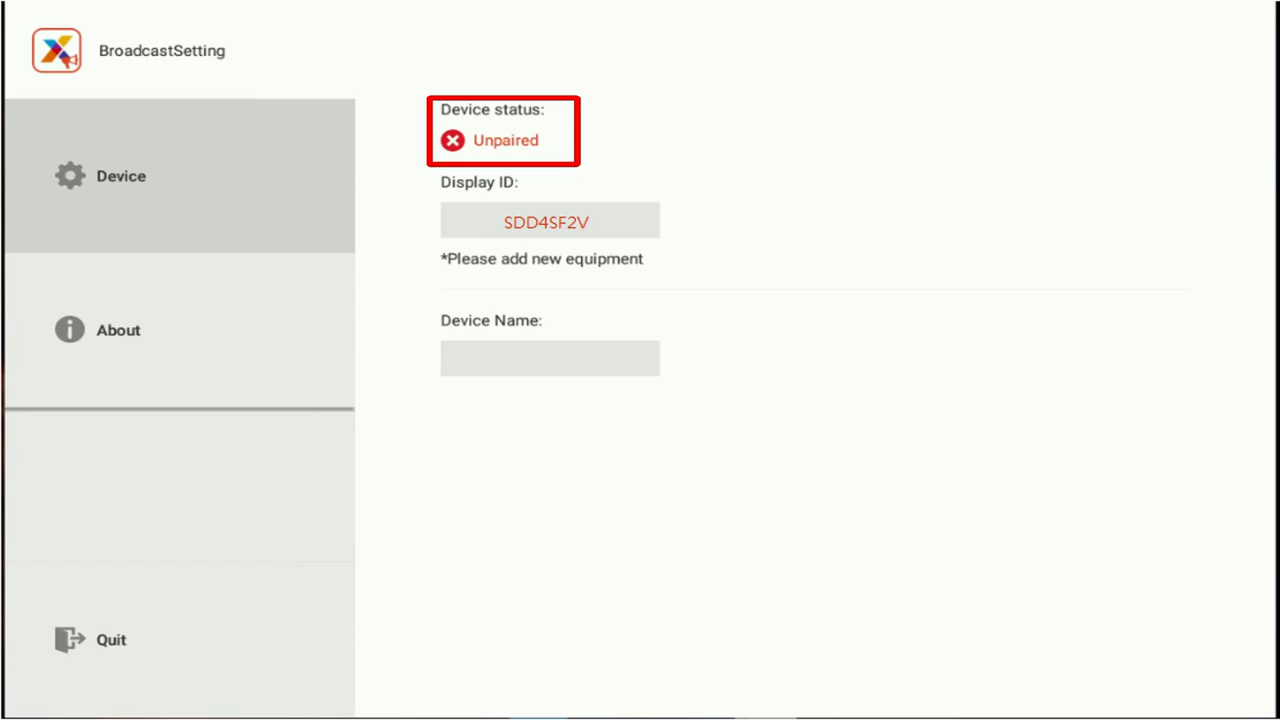 BroadcastSetting
Device
About
Quit
Device status:
Unpaired
Display ID:
SDD4SF2V
*Please add new equipment
Device Name: